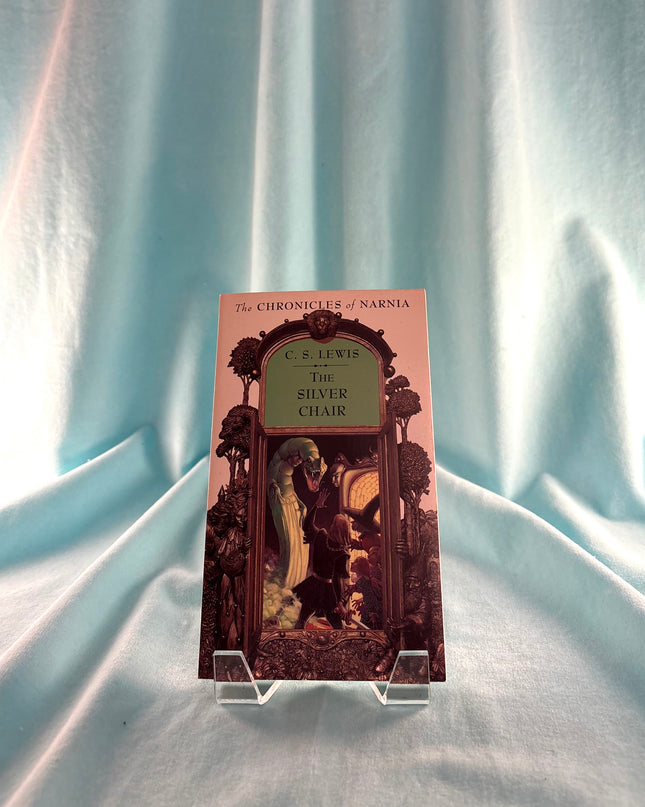 The CHRONICLES of NARNIA
C. S. LEWIS
THE
SILVER
CHAIR